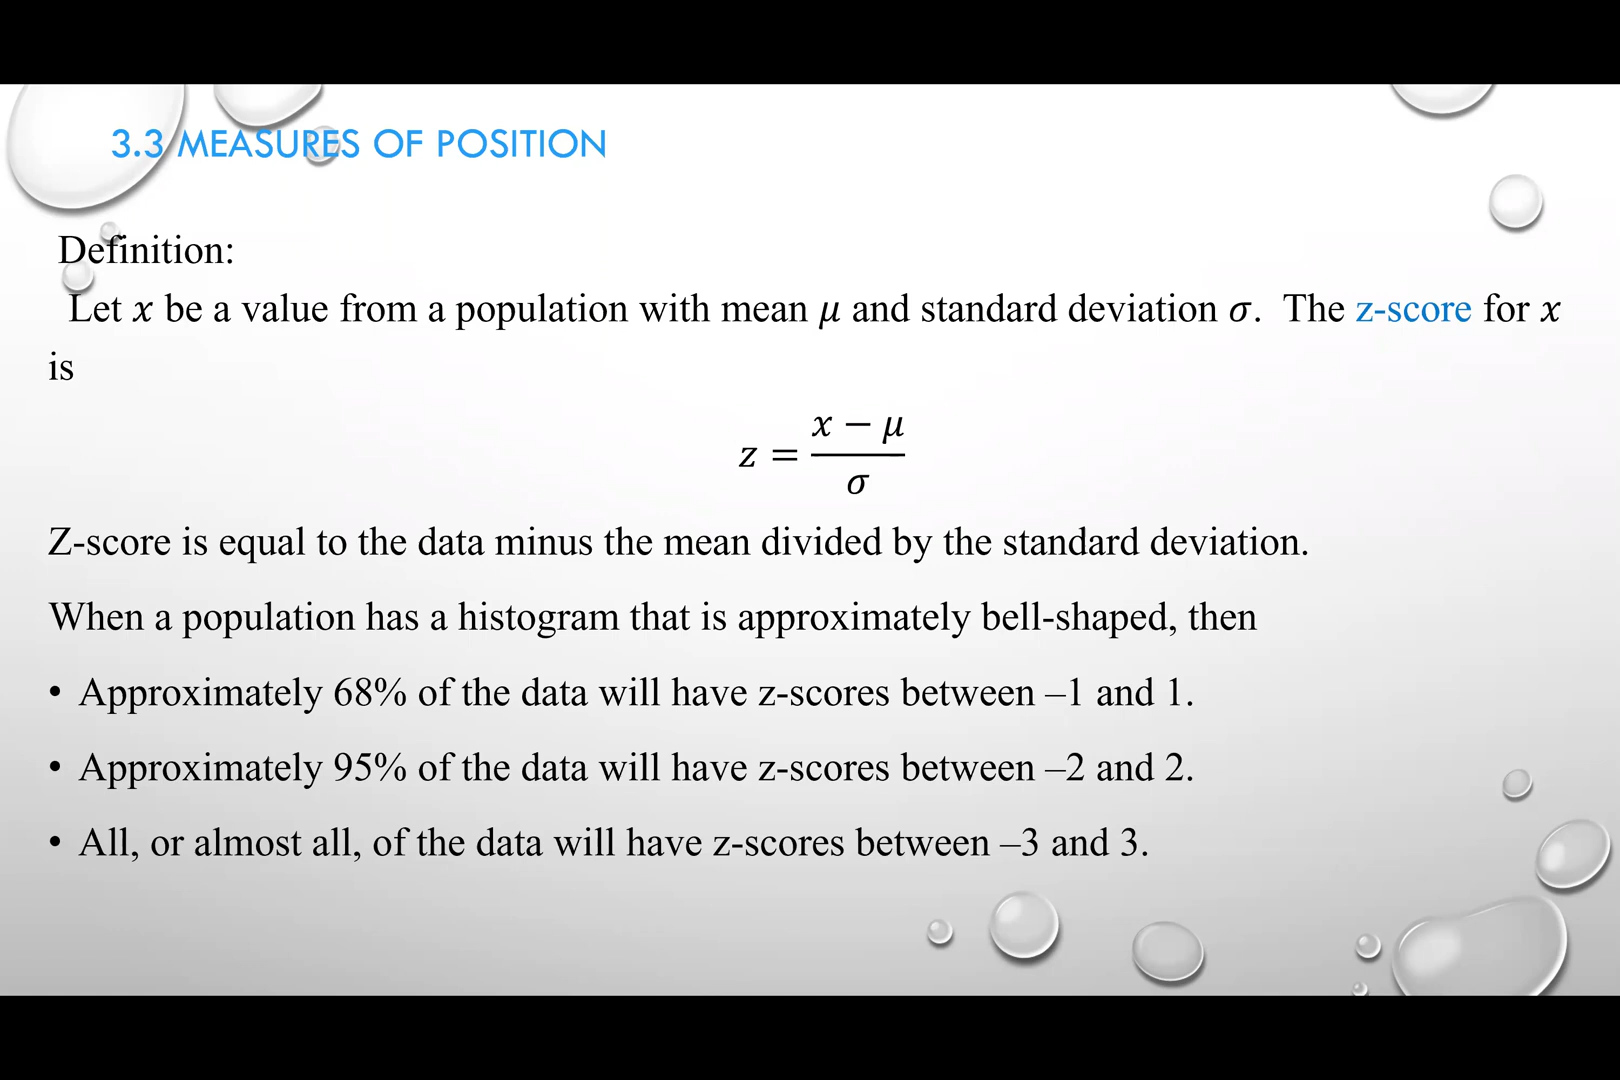 3.3 MEASURES OF POSITION
Definition:
Let 𝑥 be a value from a population with mean 𝜇 and standard deviation 𝜎.  The z-score for 𝑥
is
𝑧 = (𝑥 − 𝜇) / 𝜎
Z-score is equal to the data minus the mean divided by the standard deviation.
When a population has a histogram that is approximately bell-shaped, then
• Approximately 68% of the data will have z-scores between –1 and 1.
• Approximately 95% of the data will have z-scores between –2 and 2.
• All, or almost all, of the data will have z-scores between –3 and 3.